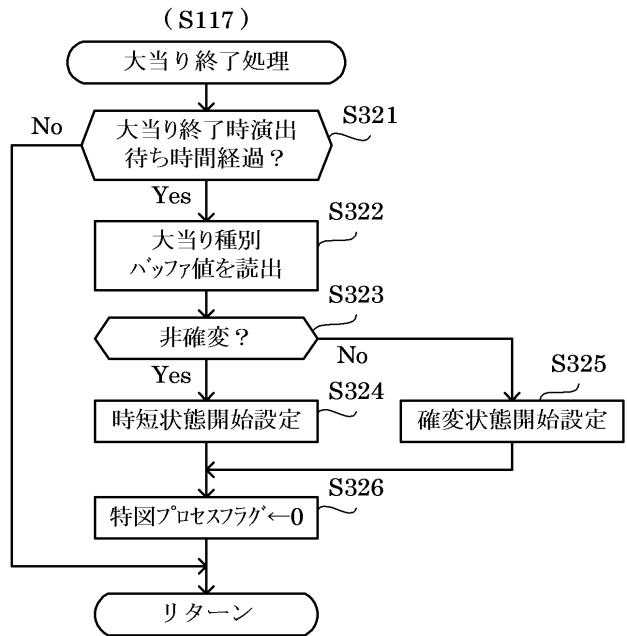 (S117)
大当り終了処理
S321
大当り終了時演出
待ち時間経過？
No
Yes
S322
大当り種別
ﾊﾞｯﾌｧ値を読出
S323
非確変？
No
Yes
S324
時短状態開始設定
S325
確変状態開始設定
S326
特図ﾌﾟﾛｾｽﾌﾗｸﾞ←0
リターン